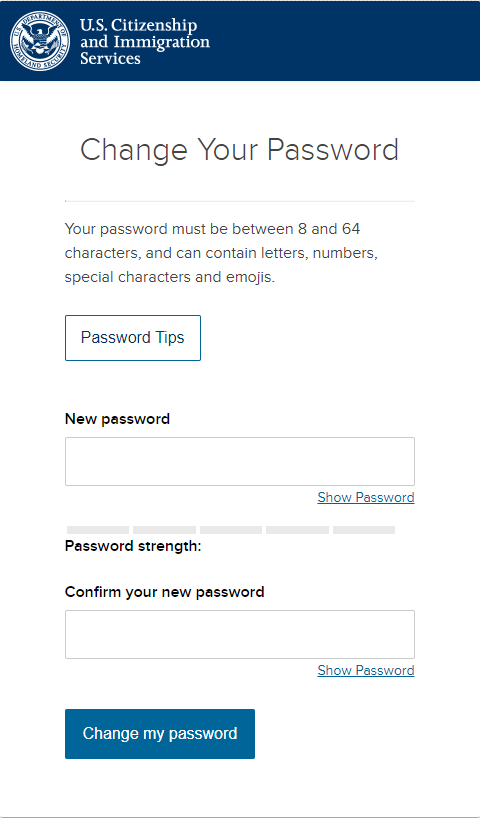 U.S. DEPARTMENT OF HOMELAND SECURITY
U.S. Citizenship
and Immigration
Services
Change Your Password
Your password must be between 8 and 64
characters, and can contain letters, numbers,
special characters and emojis.
Password Tips
New password
Show Password
Password strength:
Confirm your new password
Show Password
Change my password